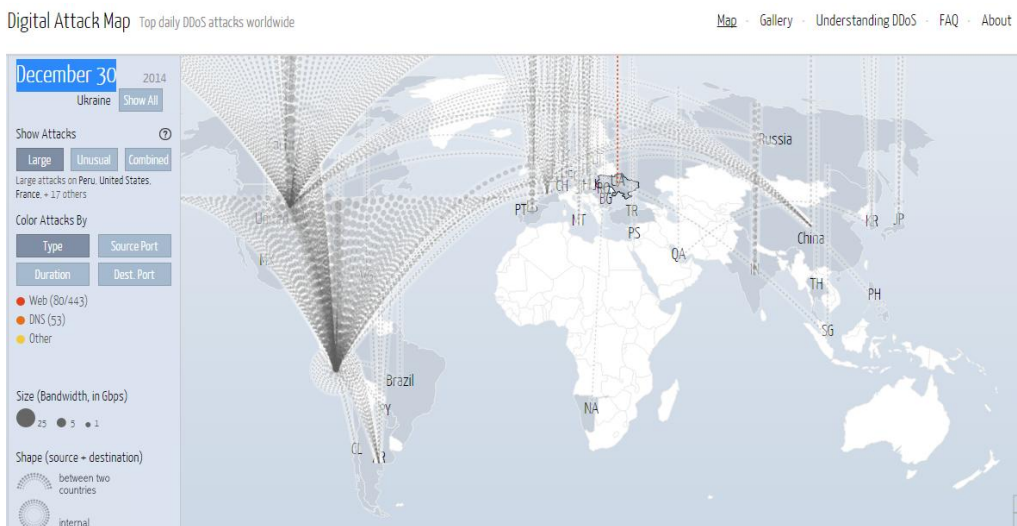 Digital Attack Map Top daily DDoS attacks worldwide
Map - Gallery - Understanding DDoS - FAQ - About
December 30 2014
Ukraine Show All
Show Attacks ?
Large Unusual Combined
Large attacks on Peru, United States,
France, + 17 others
Color Attacks By
Type Source Port
Duration Dest. Port
Web (80/443)
DNS (53)
Other
Size (Bandwidth, in Gbps)
25 5 1
Shape (source + destination)
between two
countries
internal
Russia
CH
PT
BG
MT
TR
PS
QA
China
KR
JP
IN
TH
PH
SG
Brazil
NA
CL
AR